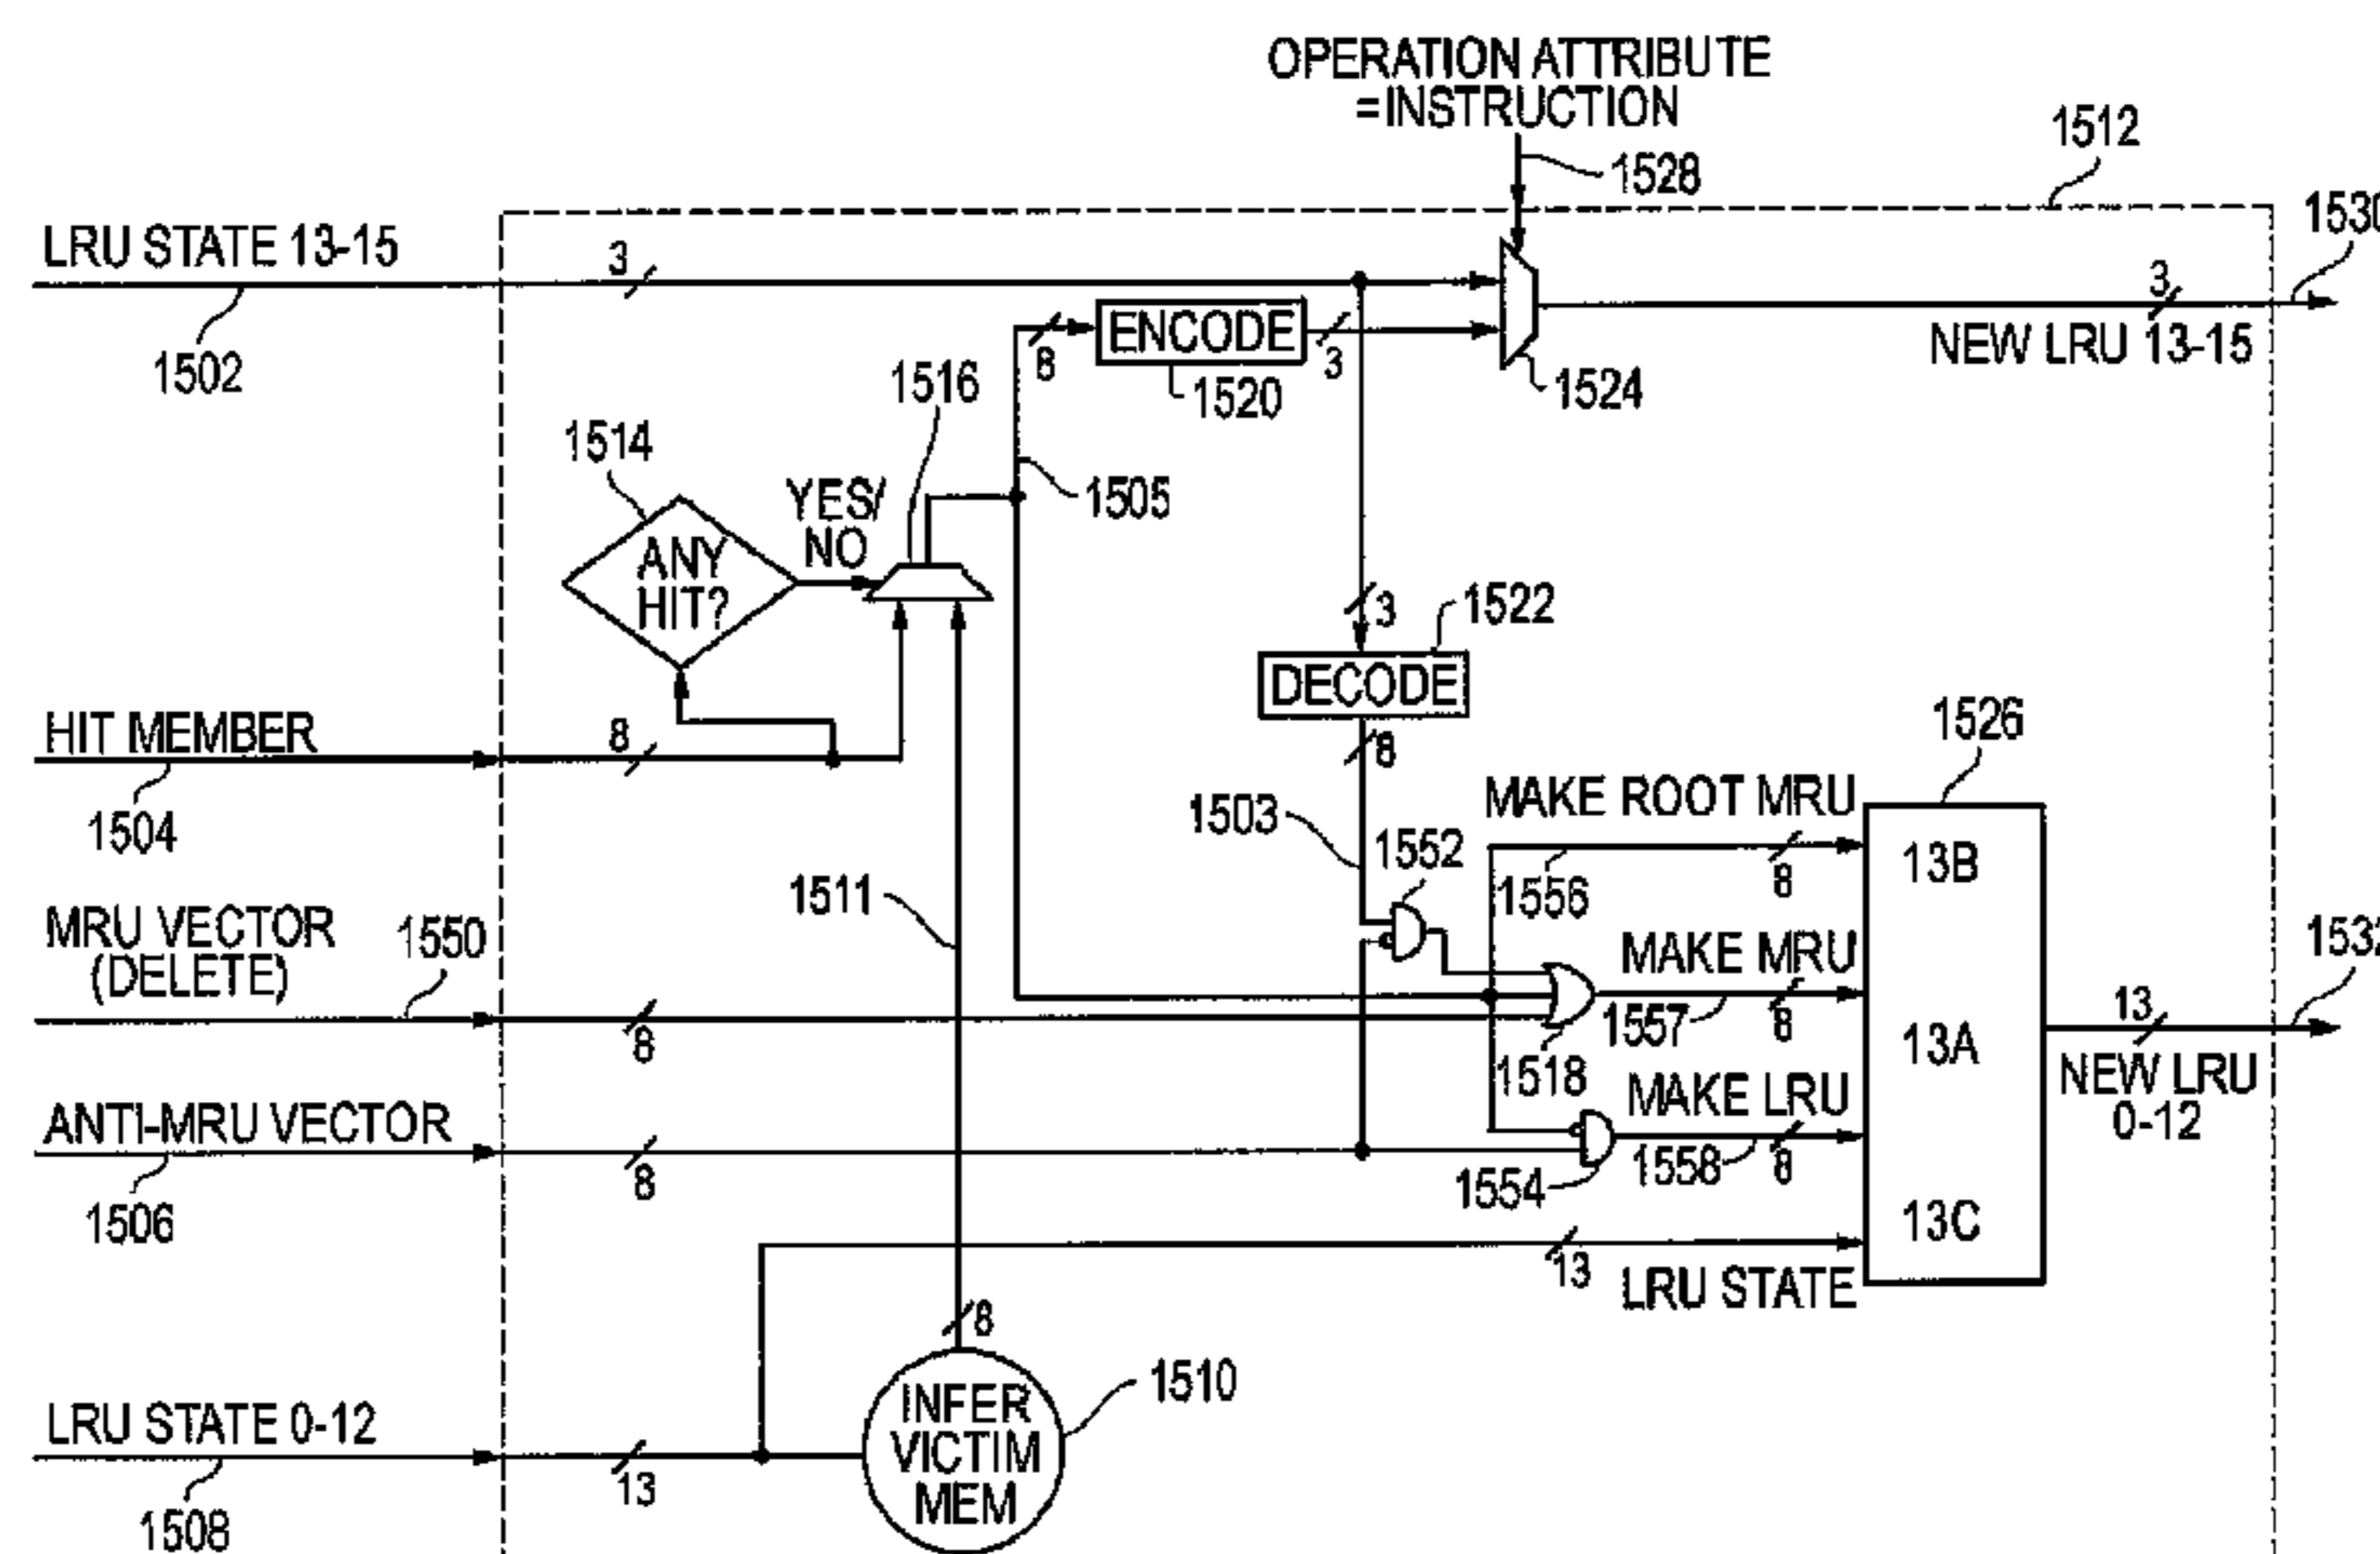 OPERATION ATTRIBUTE
=INSTRUCTION
1528
1512
1530
LRU STATE 13-15
3
3
1502
8
ENCODE
3
1520
1524
NEW LRU 13-15
1516
1514
YES/
NO
1505
ANY
HIT?
3
1522
DECODE
HIT MEMBER
8
8
1504
1503
1552
1526
MAKE ROOT MRU
13B
1556
8
MRU VECTOR
(DELETE)
1550
1511
MAKE MRU
1532
8
1557
8
13A
13
1518
NEW LRU
0-12
ANTI-MRU VECTOR
MAKE LRU
8
1554
1558
8
1506
13C
13
LRU STATE
8
LRU STATE 0-12
13
INFER
VICTIM
MEM
1510
1508